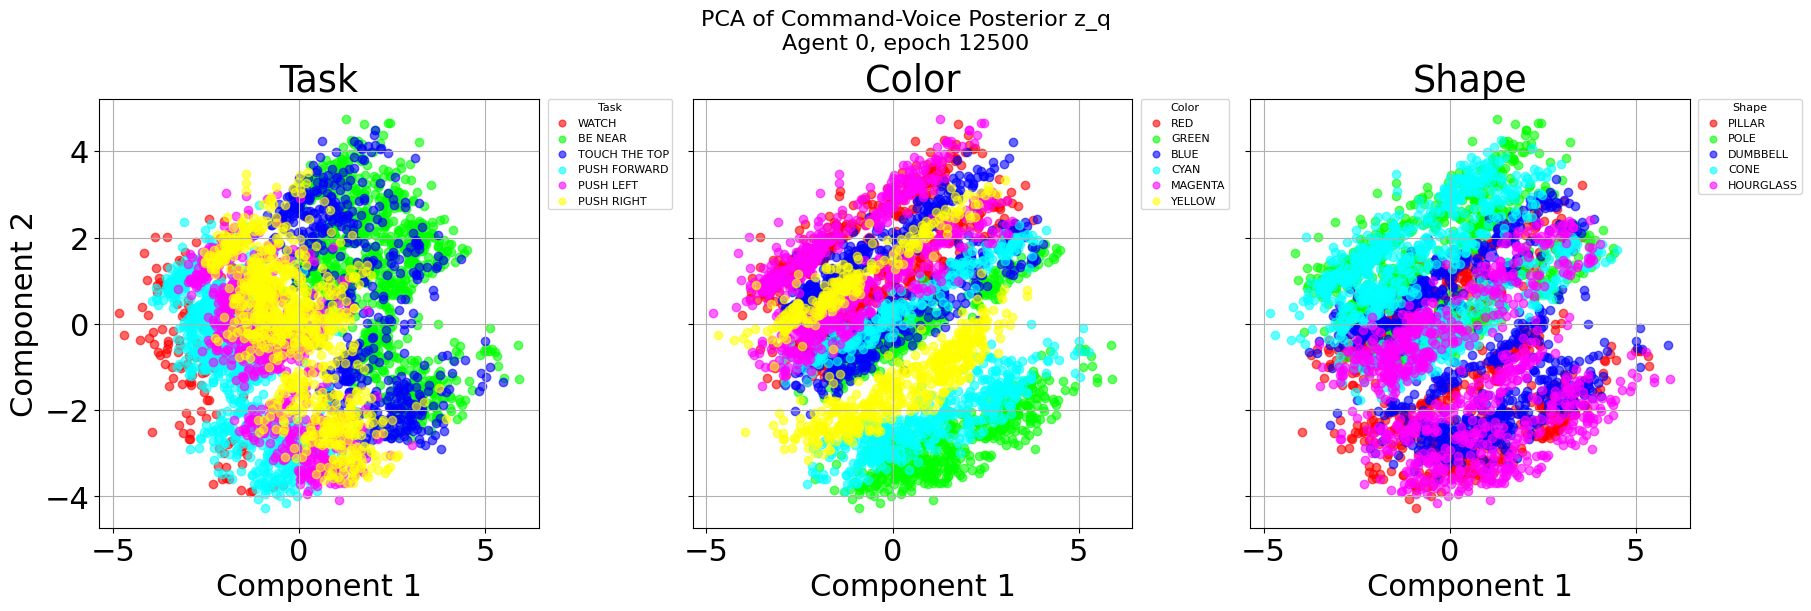 PCA of Command-Voice Posterior z_q
Agent 0, epoch 12500
Task
Color
Shape
Component 2
4
2
0
−2
−4
−5
0
5
Component 1
Task
WATCH
BE NEAR
TOUCH THE TOP
PUSH FORWARD
PUSH LEFT
PUSH RIGHT
−5
0
5
Component 1
Color
RED
GREEN
BLUE
CYAN
MAGENTA
YELLOW
−5
0
5
Component 1
Shape
PILLAR
POLE
DUMBBELL
CONE
HOURGLASS